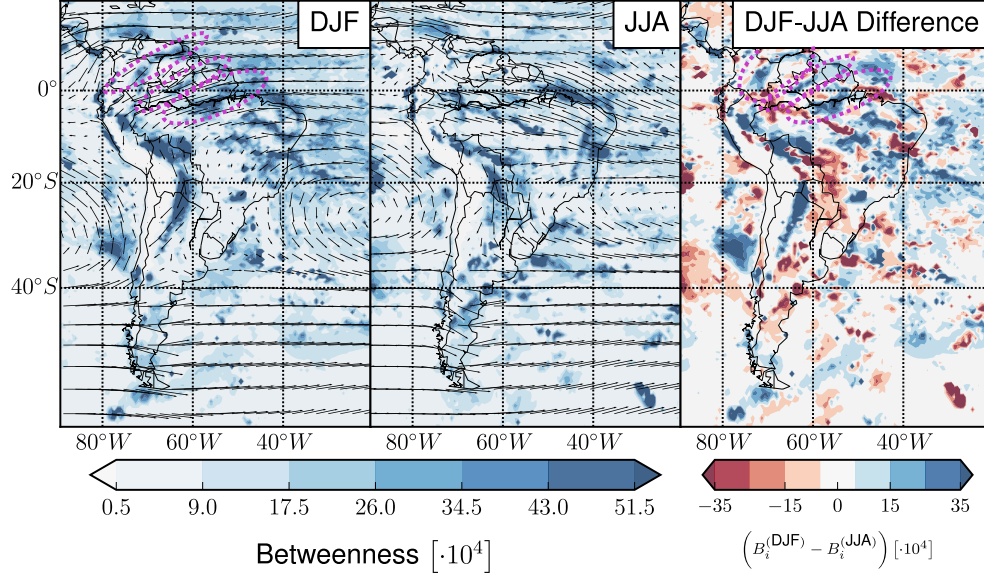 DJF
JJA
DJF-JJA Difference
0°
20°S
40°S
80°W 60°W 40°W
80°W 60°W 40°W
80°W 60°W 40°W
0.5 9.0 17.5 26.0 34.5 43.0 51.5
−35 −15 0 15 35
Betweenness [·10⁴]
(B_i^(DJF) − B_i^(JJA)) [·10⁴]